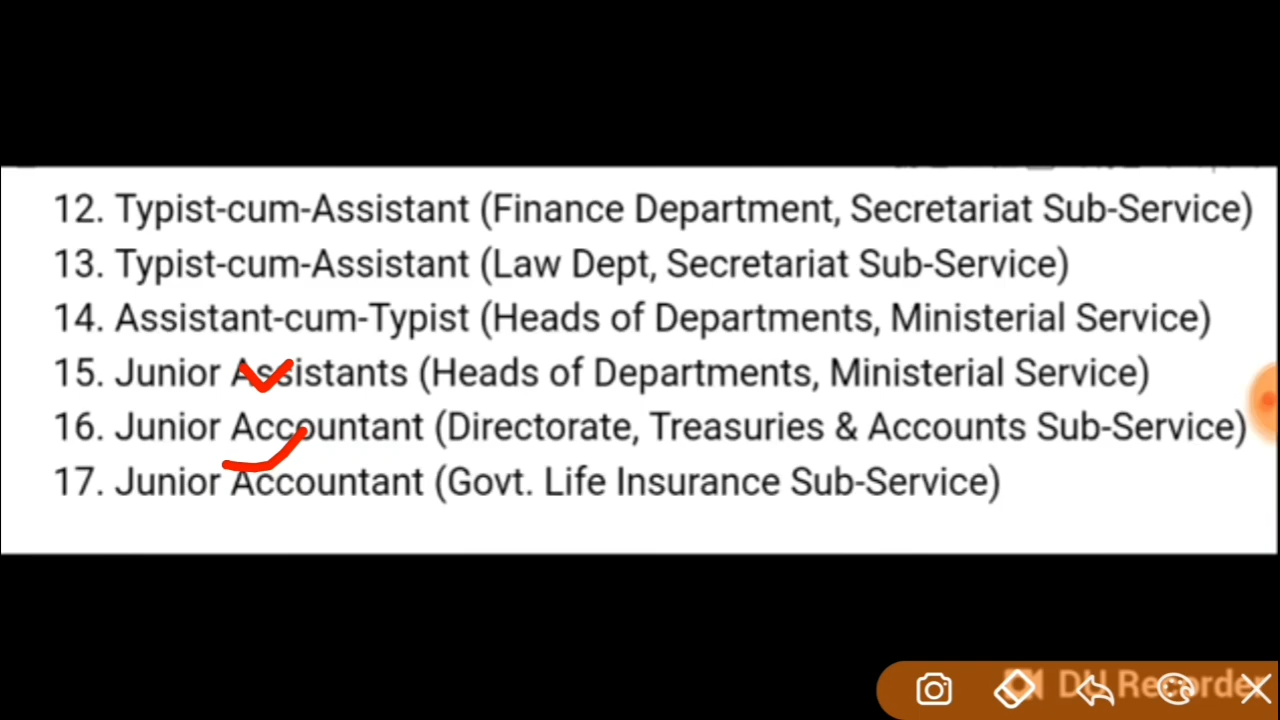 12. Typist-cum-Assistant (Finance Department, Secretariat Sub-Service)
13. Typist-cum-Assistant (Law Dept, Secretariat Sub-Service)
14. Assistant-cum-Typist (Heads of Departments, Ministerial Service)
15. Junior Assistants (Heads of Departments, Ministerial Service)
16. Junior Accountant (Directorate, Treasuries & Accounts Sub-Service)
17. Junior Accountant (Govt. Life Insurance Sub-Service)
DU Recorder